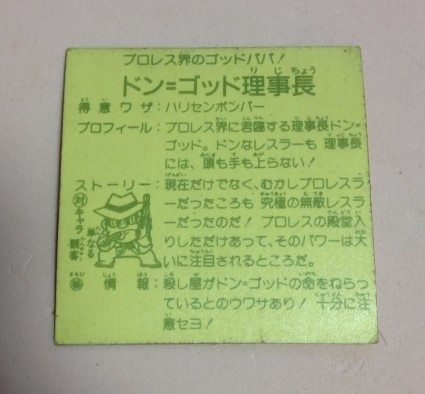 プロレス界のゴッドパパ!
ドン=ゴッド理事長
得意ワザ:ハリセンボンバー
プロフィール:プロレス界に君臨する理事長ドン=
ゴッド。ドンなレスラーも 理事長
には、頭も手も上らない!
ストーリー:現在だけでなく、むかしプロレスラ
ーだったころも 究極の無敵レスラ
ーだったのだ! プロレスの殿堂入
りしただけあって、そのパワーは大
いに注目されるところだ。
対キャラ
単なる
観客
㊙情報:殺し屋がドン=ゴッドの命をねらっ
ているとのウワサあり! 十分に注
意セヨ!